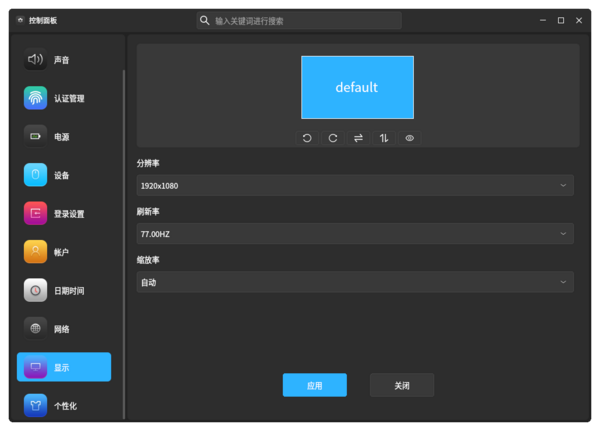 控制面板
输入关键词进行搜索
声音
认证管理
电源
设备
登录设置
帐户
日期时间
网络
显示
个性化
default
分辨率
1920x1080
刷新率
77.00HZ
缩放率
自动
应用
关闭